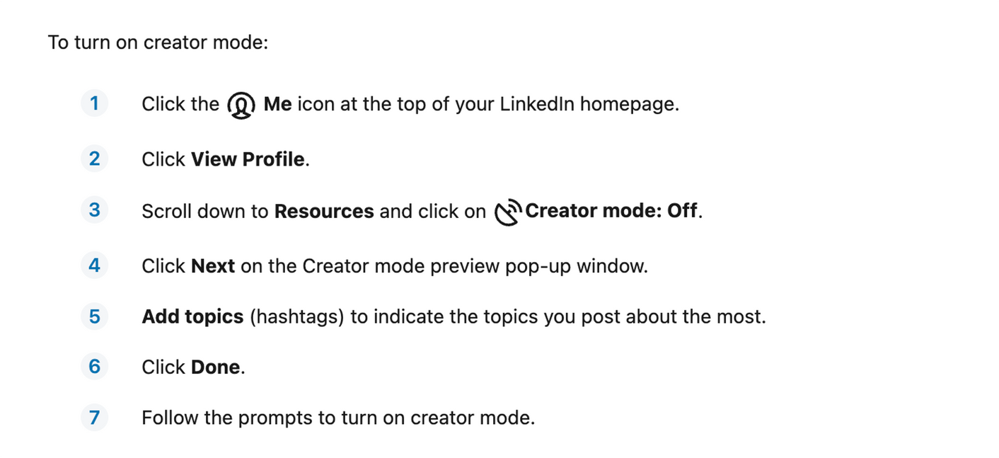 To turn on creator mode:
1 Click the Me icon at the top of your LinkedIn homepage.
2 Click View Profile.
3 Scroll down to Resources and click on Creator mode: Off.
4 Click Next on the Creator mode preview pop-up window.
5 Add topics (hashtags) to indicate the topics you post about the most.
6 Click Done.
7 Follow the prompts to turn on creator mode.